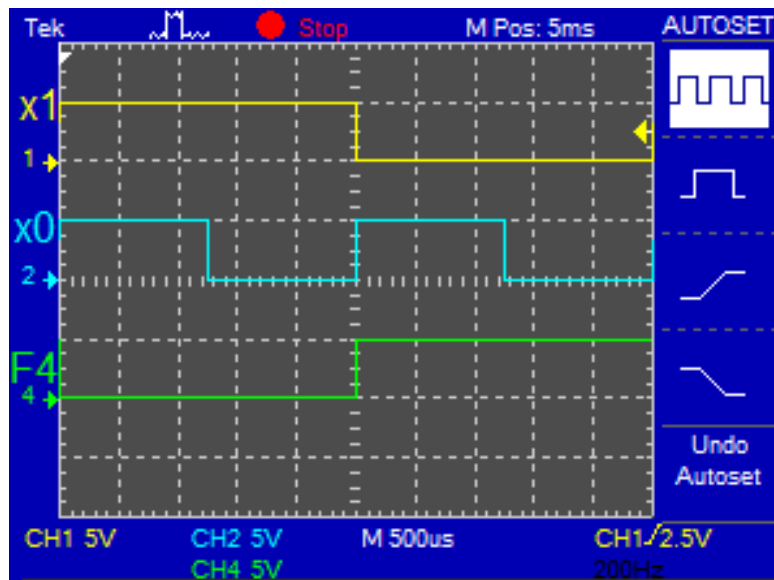 Tek Stop M Pos: 5ms AUTOSET
x1
1
x0
2
F4
4
Undo
Autoset
CH1 5V CH2 5V M 500us CH1 2.5V
CH4 5V 200Hz